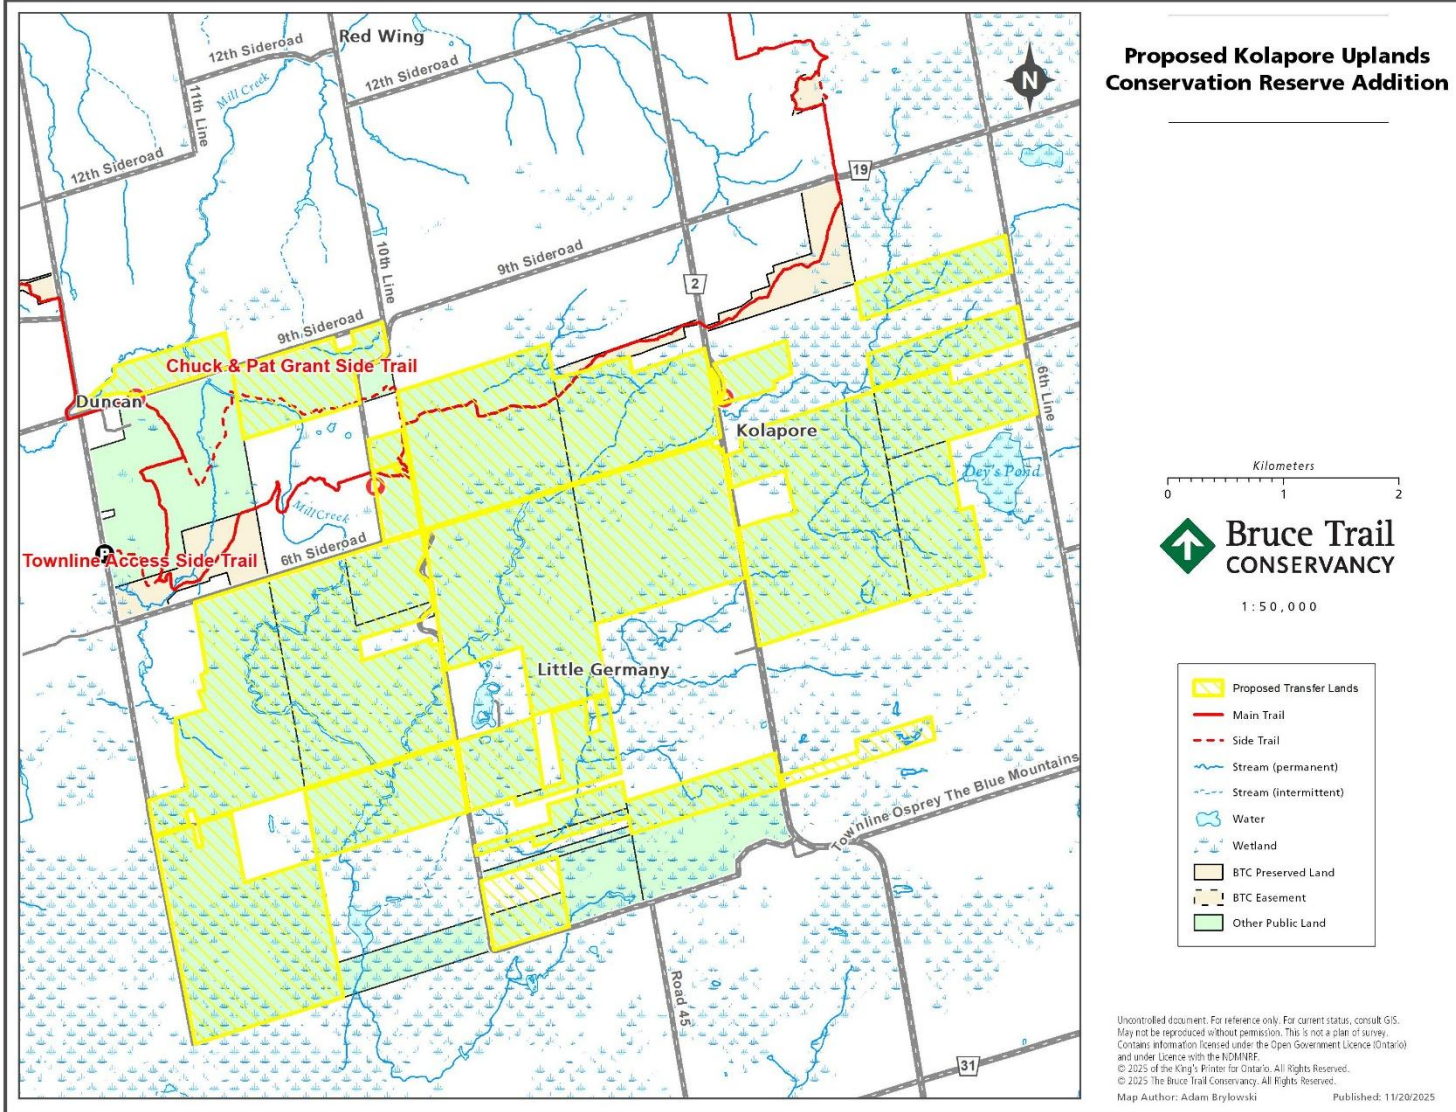 Proposed Kolapore Uplands
Conservation Reserve Addition
Red Wing
12th Sideroad
12th Sideroad
Mill Creek
11th Line
12th Sideroad
N
19
10th Line
9th Sideroad
2
9th Sideroad
Chuck & Pat Grant Side Trail
Duncan
6th Line
Kolapore
Dey's Pond
Mill Creek
6th Sideroad
P
Townline Access Side Trail
Little Germany
Townline Osprey The Blue Mountains
Road 45
31
Kilometers
0 1 2
Bruce Trail
CONSERVANCY
1:50,000
Proposed Transfer Lands
Main Trail
Side Trail
Stream (permanent)
Stream (intermittent)
Water
Wetland
BTC Preserved Land
BTC Easement
Other Public Land
Uncontrolled document. For reference only. For current status, consult GIS.
May not be reproduced without permission. This is not a plan of survey.
Contains information licensed under the Open Government Licence (Ontario)
and under Licence with the NDMNRF.
© 2025 of the King's Printer for Ontario. All Rights Reserved.
© 2025 The Bruce Trail Conservancy. All Rights Reserved.
Map Author: Adam Brylowski Published: 11/20/2025